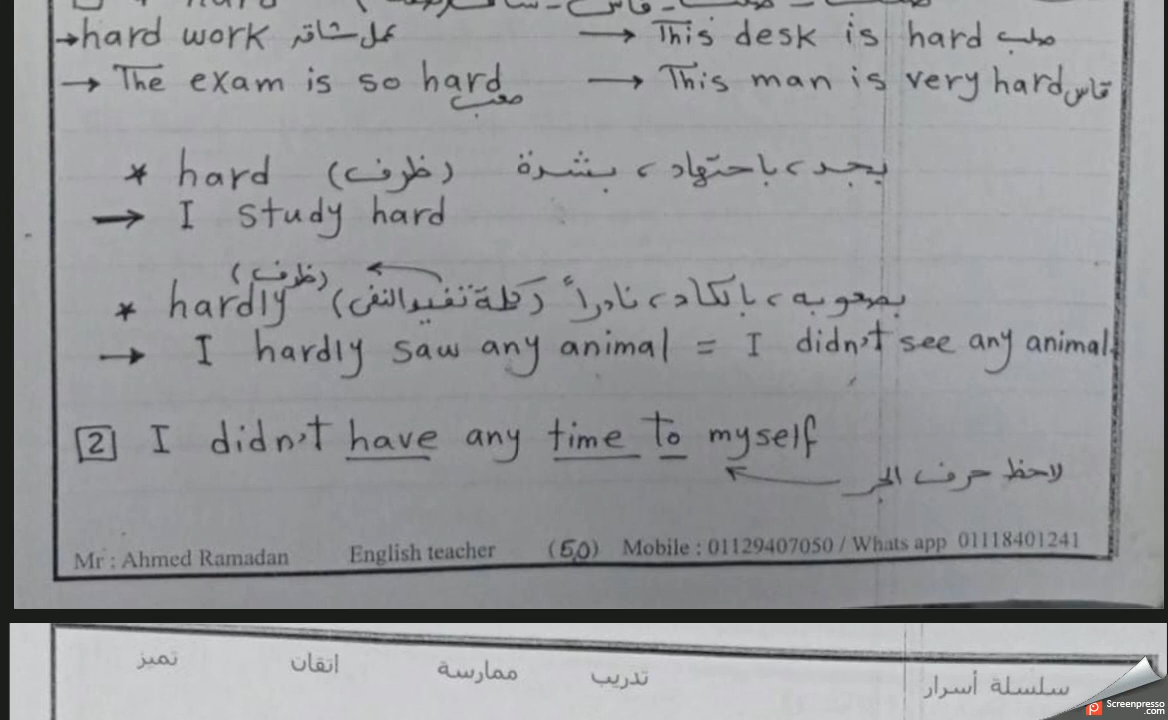 hard work عمل شاق → This desk is hard صلب
→ The exam is so hard صعب → This man is very hard قاس
* hard (ظرف) بجد، باجتهاد، بشدة
→ I study hard
* hardly (ظرف) (كلمة تفيد النفى) بصعوبه، بالكاد، نادراً
→ I hardly saw any animal = I didn't see any animal.
2 I didn't have any time to myself
لاحظ حرف الجر
Mr : Ahmed Ramadan English teacher (50) Mobile : 01129407050 / Whats app 01118401241
سلسلة أسرار تدريب ممارسة اتقان تميز
Screenpresso
.com